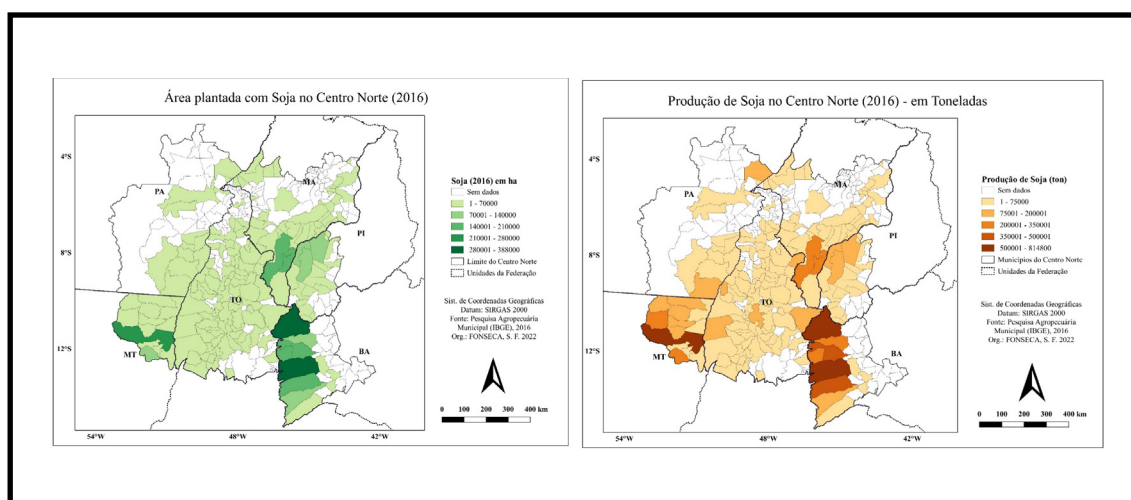 Área plantada com Soja no Centro Norte (2016)
4°S
8°S
12°S
54°W
48°W
42°W
PA
MA
PI
TO
MT
BA
Soja (2016) em ha
Sem dados
1 - 70000
70001 - 140000
140001 - 210000
210001 - 280000
280001 - 388000
Limite do Centro Norte
Unidades da Federação
Sist. de Coordenadas Geográficas
Datum: SIRGAS 2000
Fonte: Pesquisa Agropecuária
Municipal (IBGE), 2016
Org.: FONSECA, S. F. 2022
0 100 200 300 400 km
Produção de Soja no Centro Norte (2016) - em Toneladas
4°S
8°S
12°S
54°W
48°W
42°W
PA
MA
PI
TO
MT
BA
Produção de Soja (ton)
Sem dados
1 - 75000
75001 - 200001
200001 - 350001
350001 - 500001
500001 - 814800
Municípios do Centro Norte
Unidades da Federação
Sist. de Coordenadas Geográficas
Datum: SIRGAS 2000
Fonte: Pesquisa Agropecuária
Municipal (IBGE), 2016
Org.: FONSECA, S. F. 2022
0 100 200 300 400 km